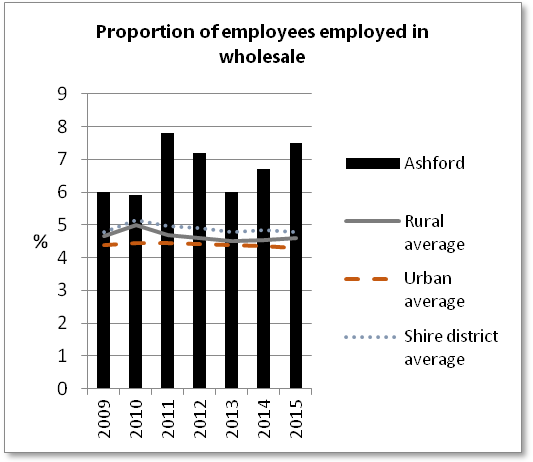 Proportion of employees employed in
wholesale
9
8
7
6
5
4
3
2
1
0
%
2009
2010
2011
2012
2013
2014
2015
Ashford
Rural
average
Urban
average
Shire district
average